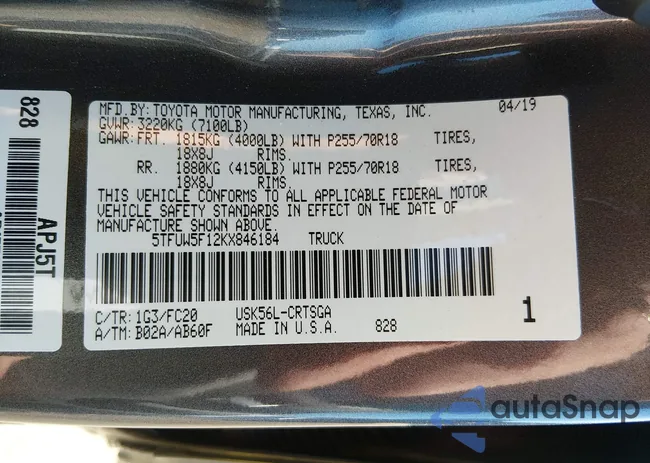 828
APJ5T
MFD.BY:TOYOTA MOTOR MANUFACTURING, TEXAS, INC. 04/19
GVWR:3220KG (7100LB)
GAWR:FRT. 1815KG (4000LB) WITH P255/70R18 TIRES,
18X8J RIMS.
RR. 1880KG (4150LB) WITH P255/70R18 TIRES,
18X8J RIMS.
THIS VEHICLE CONFORMS TO ALL APPLICABLE FEDERAL MOTOR
VEHICLE SAFETY STANDARDS IN EFFECT ON THE DATE OF
MANUFACTURE SHOWN ABOVE.
5TFUW5F12KX846184 TRUCK
C/TR:1G3/FC20 USK56L-CRTSGA 1
A/TM:B02A/AB60F MADE IN U.S.A. 828
autoSnap